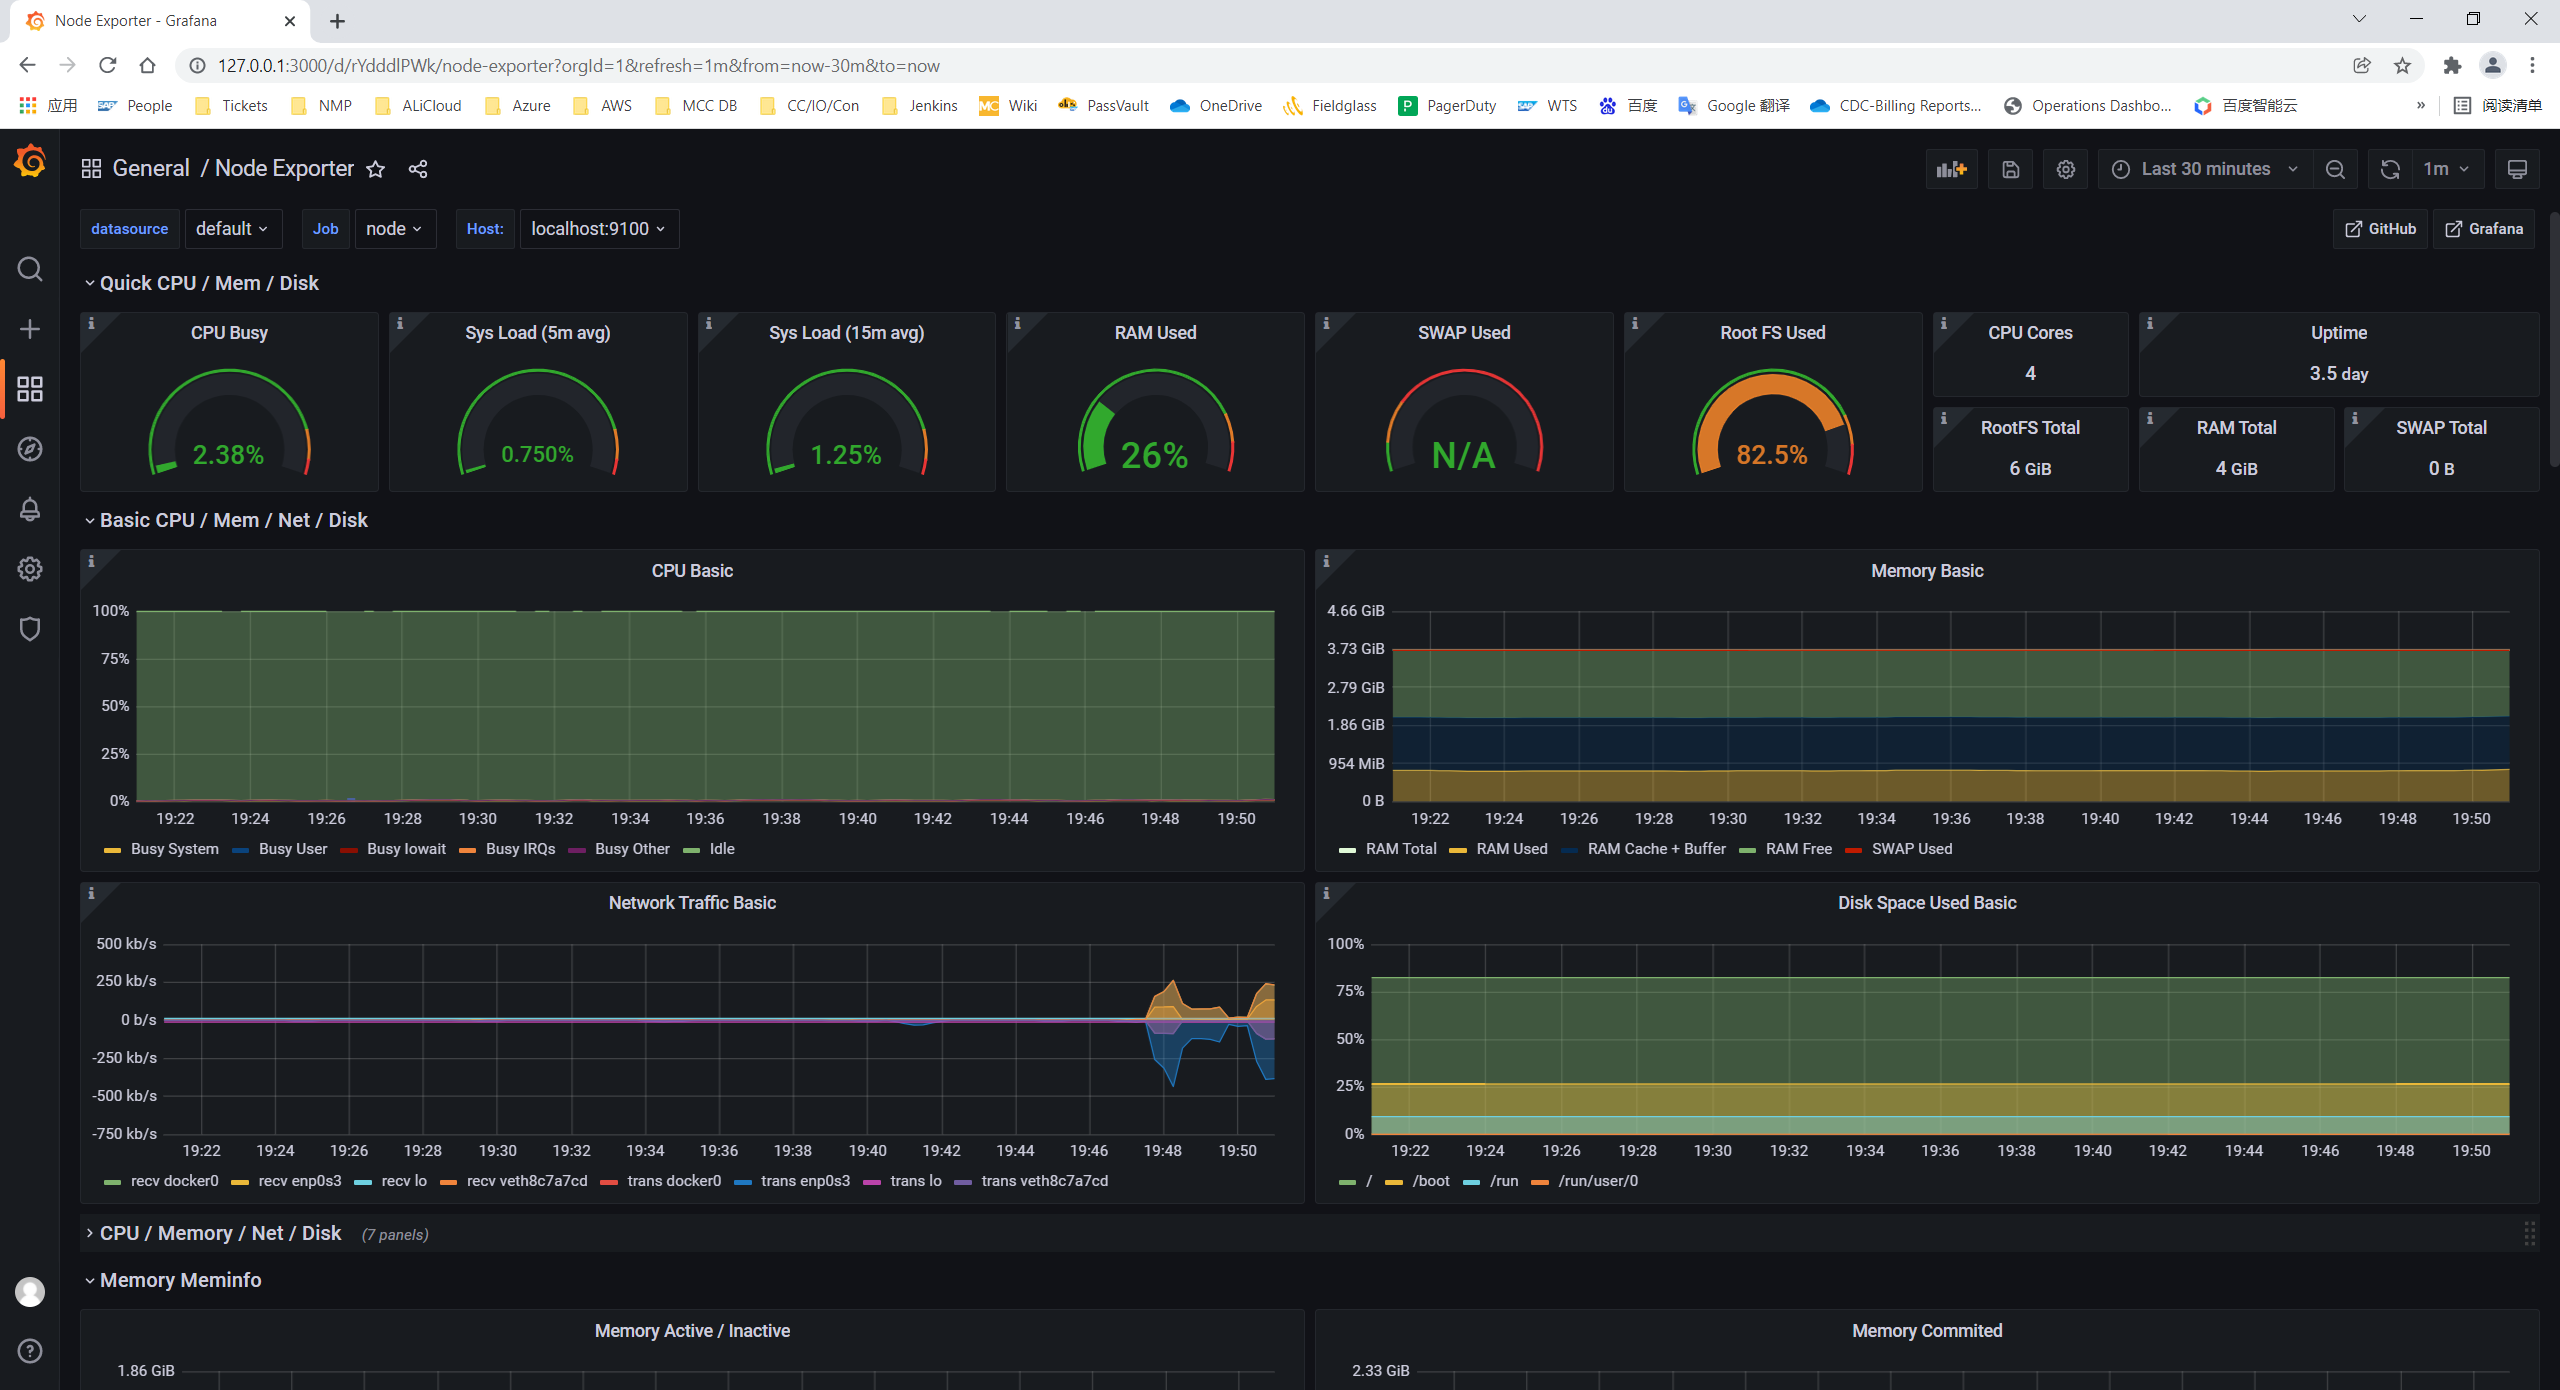 Node Exporter - Grafana
127.0.0.1:3000/d/rYdddlPWk/node-exporter?orgId=1&refresh=1m&from=now-30m&to=now
应用 People Tickets NMP ALiCloud Azure AWS MCC DB CC/IO/Con Jenkins MC Wiki PassVault OneDrive Fieldglass P PagerDuty WTS 百度 Google 翻译 CDC-Billing Reports... Operations Dashbo... 百度智能云 » 阅读清单
General / Node Exporter Last 30 minutes 1m
datasource default Job node Host: localhost:9100 GitHub Grafana
Quick CPU / Mem / Disk
CPU Busy Sys Load (5m avg) Sys Load (15m avg) RAM Used SWAP Used Root FS Used CPU Cores Uptime
4 3.5 day
2.38% 0.750% 1.25% 26% N/A 82.5%
RootFS Total RAM Total SWAP Total
6 GiB 4 GiB 0 B
Basic CPU / Mem / Net / Disk
CPU Basic
100%
75%
50%
25%
0%
19:22 19:24 19:26 19:28 19:30 19:32 19:34 19:36 19:38 19:40 19:42 19:44 19:46 19:48 19:50
Busy System Busy User Busy Iowait Busy IRQs Busy Other Idle
Memory Basic
4.66 GiB
3.73 GiB
2.79 GiB
1.86 GiB
954 MiB
0 B
19:22 19:24 19:26 19:28 19:30 19:32 19:34 19:36 19:38 19:40 19:42 19:44 19:46 19:48 19:50
RAM Total RAM Used RAM Cache + Buffer RAM Free SWAP Used
Network Traffic Basic
500 kb/s
250 kb/s
0 b/s
-250 kb/s
-500 kb/s
-750 kb/s
19:22 19:24 19:26 19:28 19:30 19:32 19:34 19:36 19:38 19:40 19:42 19:44 19:46 19:48 19:50
recv docker0 recv enp0s3 recv lo recv veth8c7a7cd trans docker0 trans enp0s3 trans lo trans veth8c7a7cd
Disk Space Used Basic
100%
75%
50%
25%
0%
19:22 19:24 19:26 19:28 19:30 19:32 19:34 19:36 19:38 19:40 19:42 19:44 19:46 19:48 19:50
/ /boot /run /run/user/0
CPU / Memory / Net / Disk (7 panels)
Memory Meminfo
Memory Active / Inactive
1.86 GiB
Memory Commited
2.33 GiB